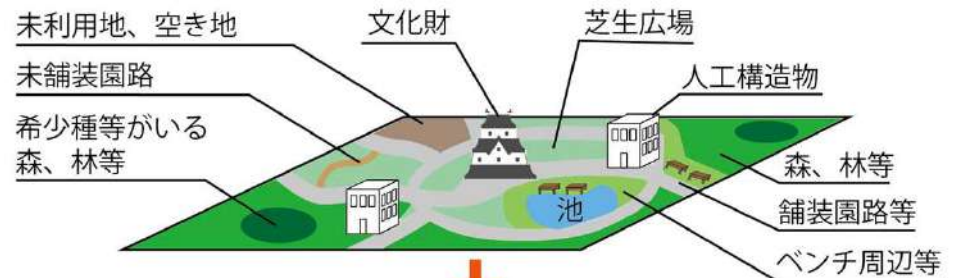 未利用地、空き地
文化財
芝生広場
未舗装園路
人工構造物
希少種等がいる
森、林等
森、林等
池
舗装園路等
ベンチ周辺等